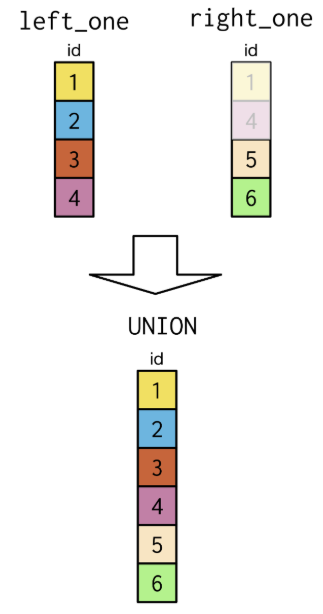 left_one right_one
id id
1 1
2 4
3 5
4 6
UNION
id
1
2
3
4
5
6